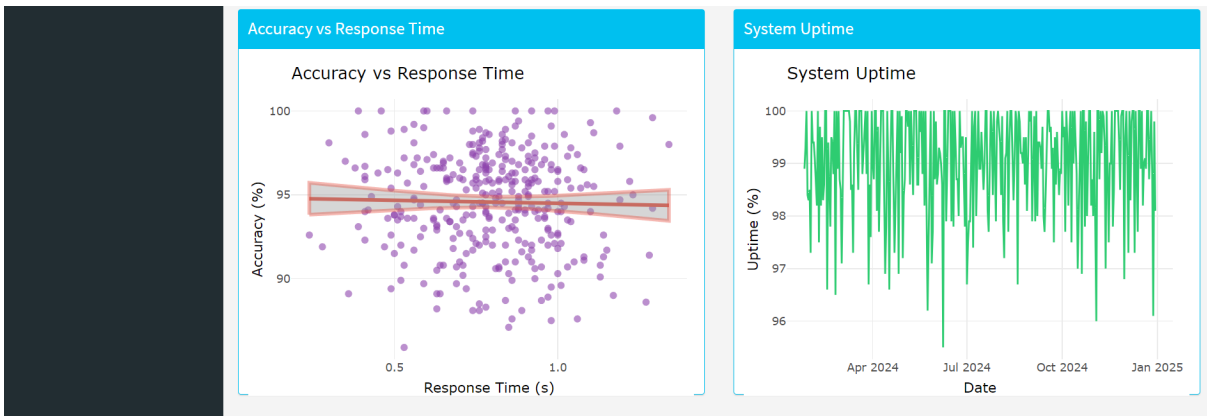 Accuracy vs Response Time
Accuracy vs Response Time
100
95
90
Accuracy (%)
0.5
1.0
Response Time (s)
System Uptime
System Uptime
100
99
98
97
96
Uptime (%)
Apr 2024
Jul 2024
Oct 2024
Jan 2025
Date